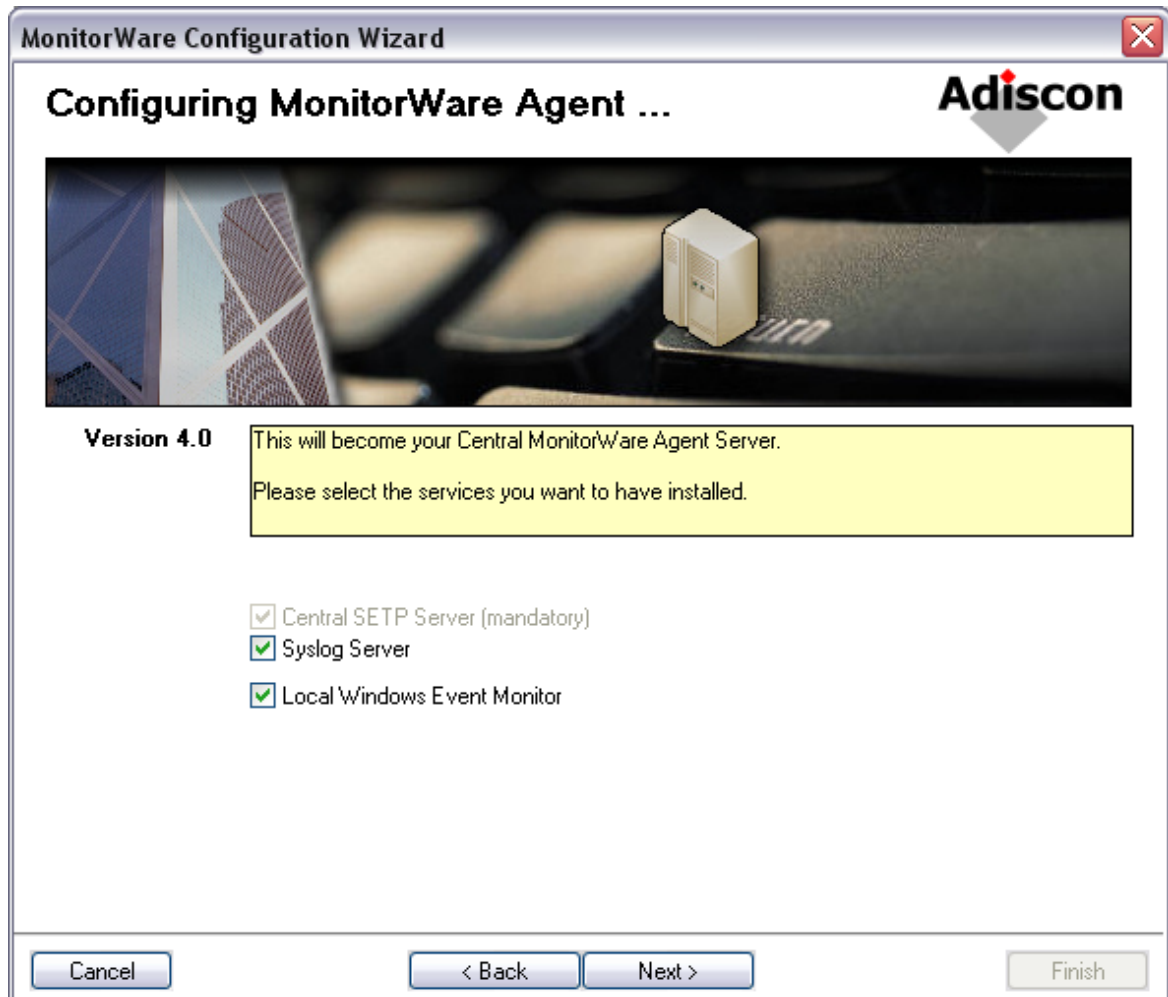 MonitorWare Configuration Wizard
Configuring MonitorWare Agent ...
Adiscon
Version 4.0
This will become your Central MonitorWare Agent Server.
Please select the services you want to have installed.
Central SETP Server (mandatory)
Syslog Server
Local Windows Event Monitor
Cancel
< Back
Next >
Finish